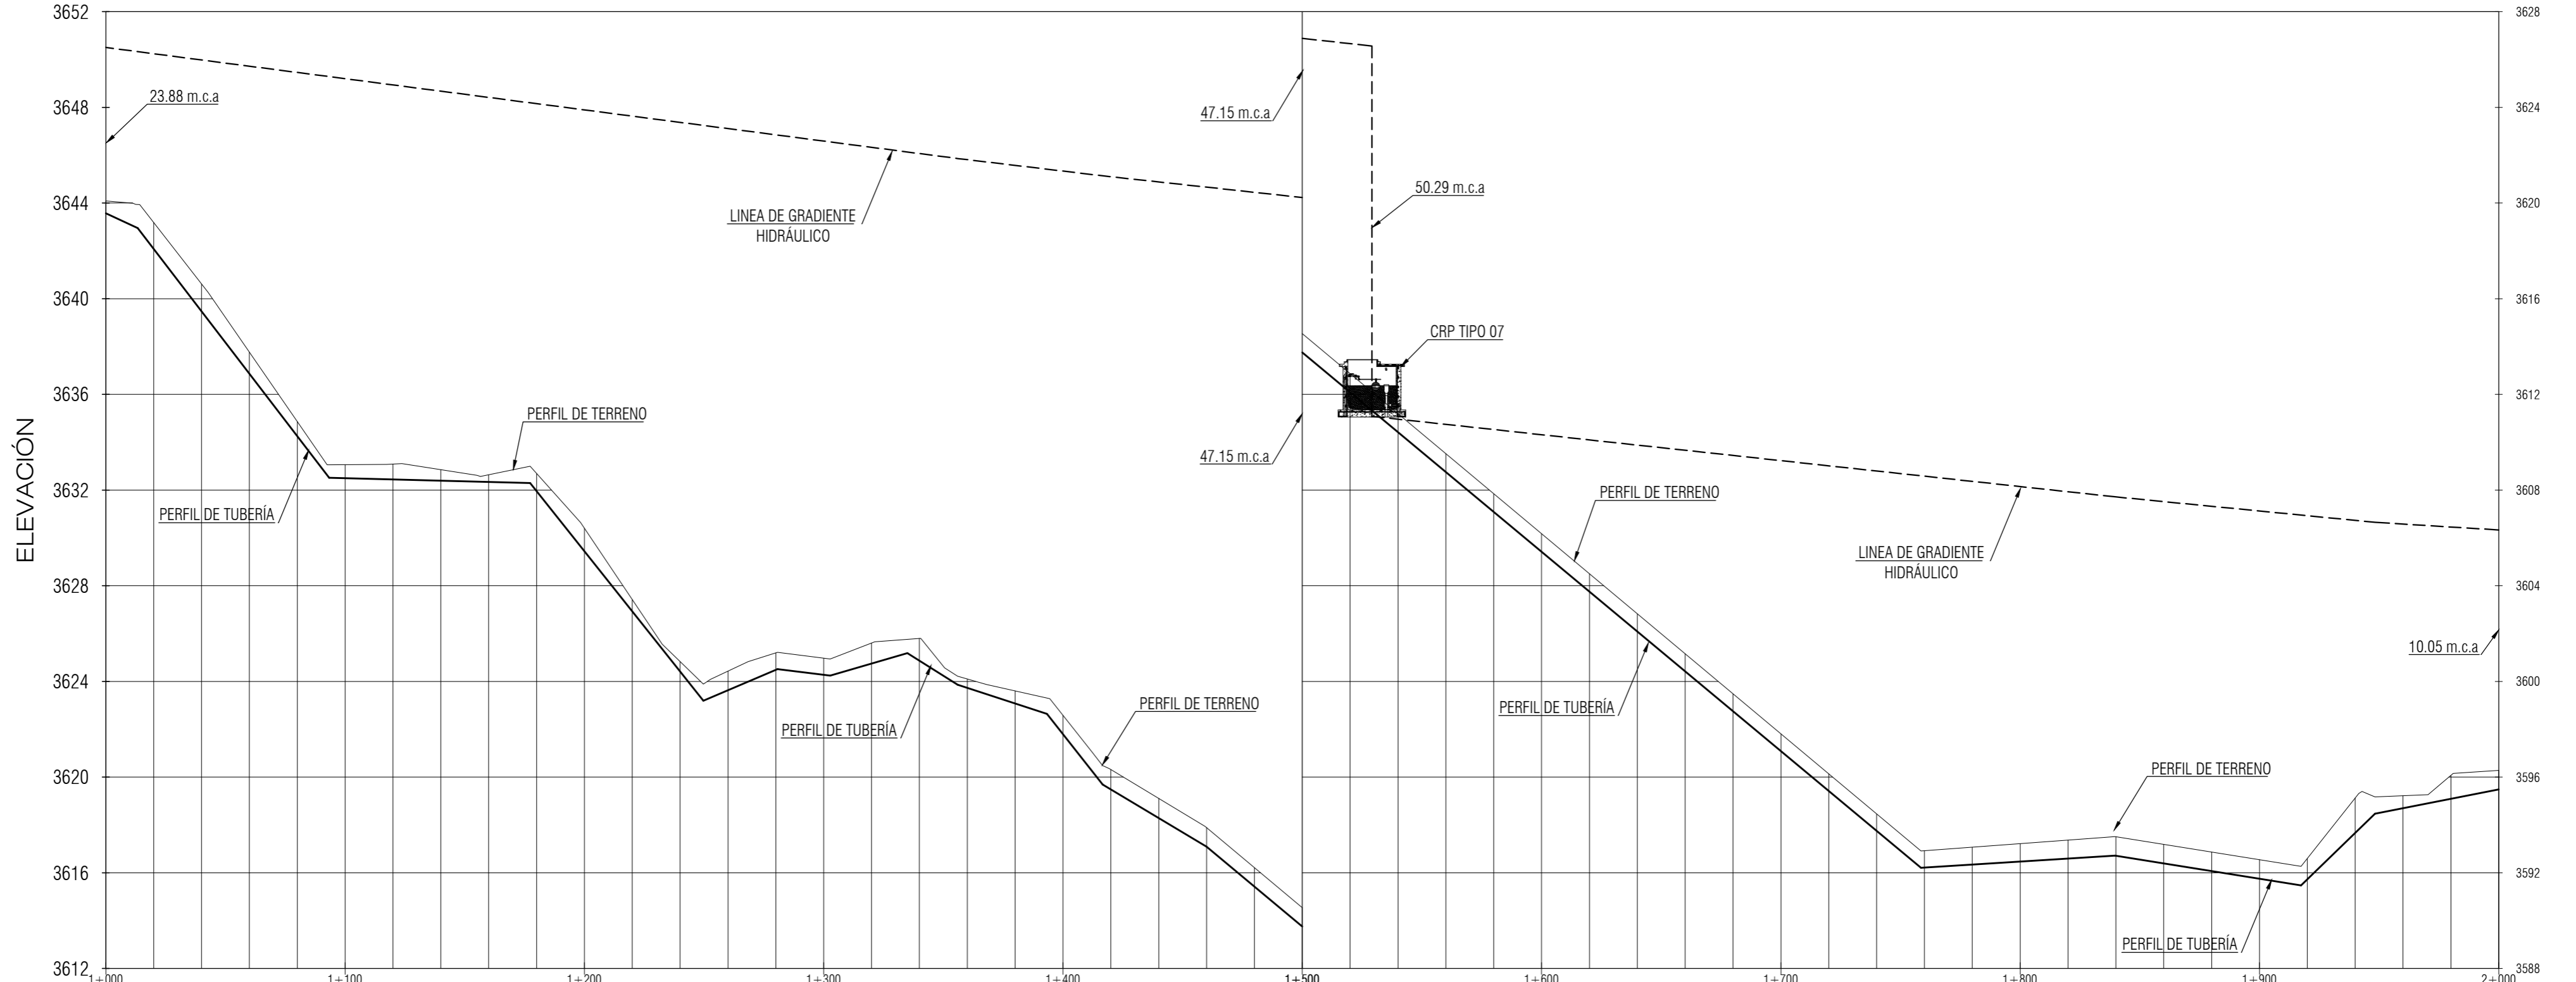 3652
3648
3644
3640
3636
3632
3628
3624
3620
3616
3612
ELEVACIÓN
23.88 m.c.a
LINEA DE GRADIENTE
HIDRÁULICO
PERFIL DE TERRENO
PERFIL DE TUBERÍA
PERFIL DE TUBERÍA
PERFIL DE TERRENO
47.15 m.c.a
47.15 m.c.a
50.29 m.c.a
CRP TIPO 07
PERFIL DE TERRENO
PERFIL DE TUBERÍA
LINEA DE GRADIENTE
HIDRÁULICO
PERFIL DE TERRENO
PERFIL DE TUBERÍA
10.05 m.c.a
3628
3624
3620
3616
3612
3608
3604
3600
3596
3592
3588
1+000
1+100
1+200
1+300
1+400
1+500
1+600
1+700
1+800
1+900
2+000